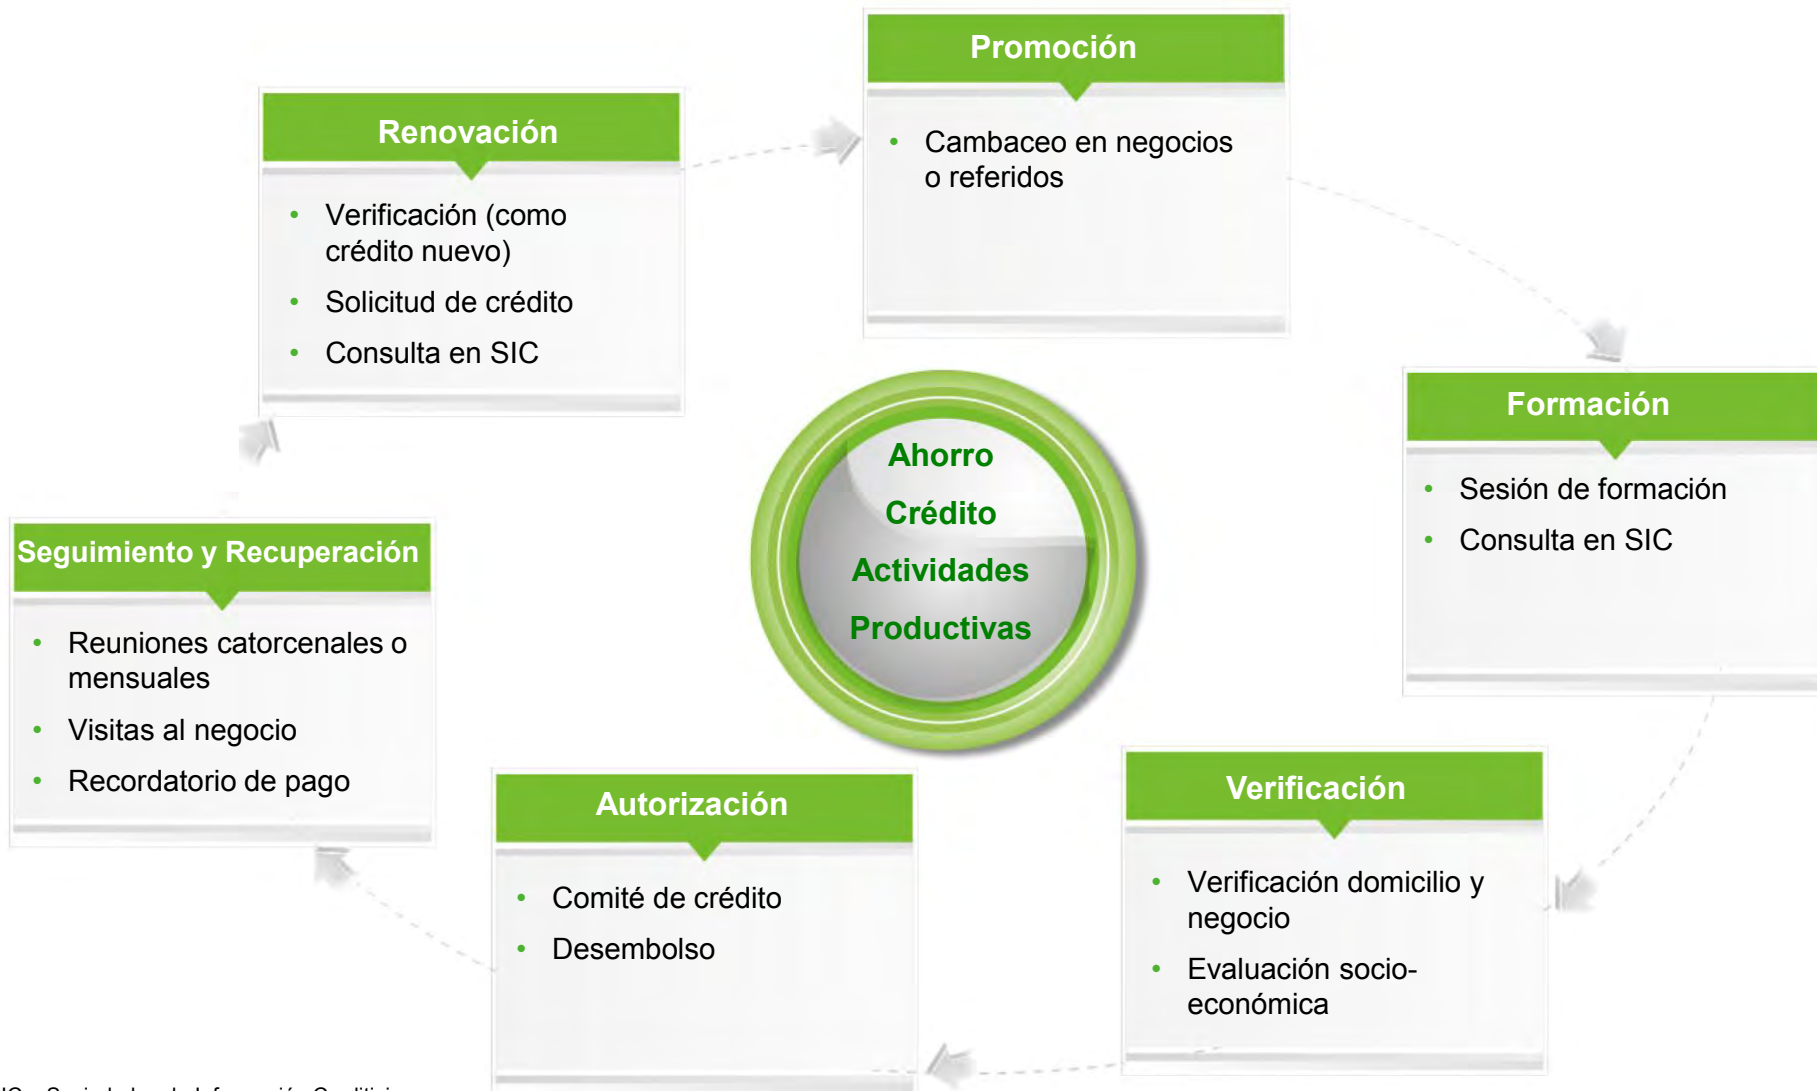 Promoción
• Cambaceo en negocios
o referidos
Renovación
• Verificación (como
crédito nuevo)
• Solicitud de crédito
• Consulta en SIC
Formación
• Sesión de formación
• Consulta en SIC
Ahorro
Crédito
Actividades
Productivas
Seguimiento y Recuperación
• Reuniones catorcenales o
mensuales
• Visitas al negocio
• Recordatorio de pago
Verificación
• Verificación domicilio y
negocio
• Evaluación socio-
económica
Autorización
• Comité de crédito
• Desembolso